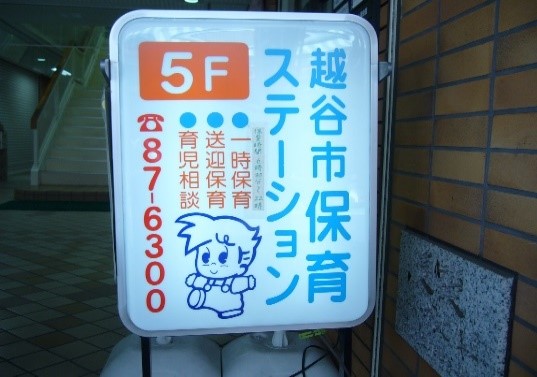 越谷市保育
ステーション
5F
●一時保育
●送迎保育
●育児相談
☎87-6300